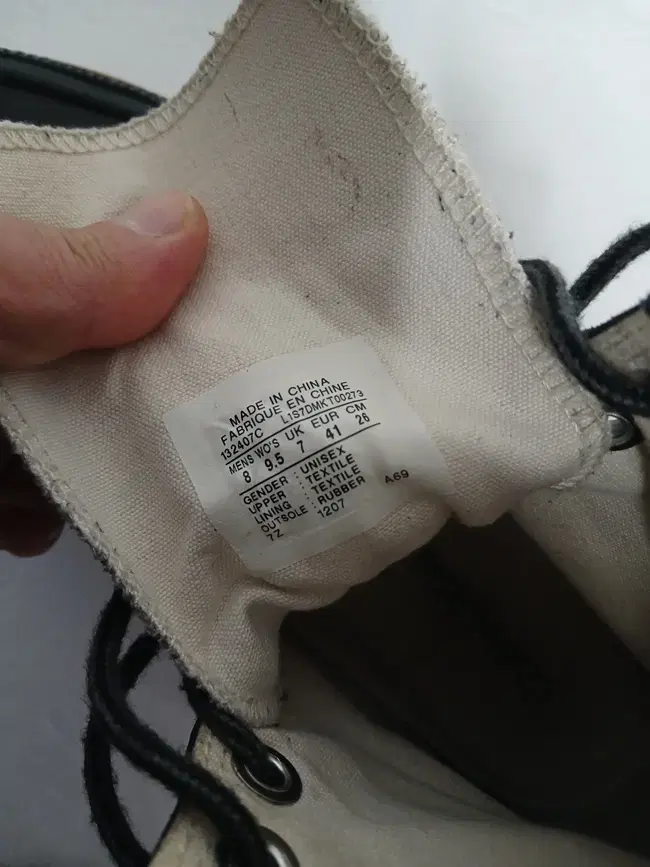 MADE IN CHINA
FABRIQUE EN CHINE
132407C L1S7DMKT00273
MENS WO'S UK EUR CM
8 9.5 7 41 26
GENDER : UNISEX
UPPER : TEXTILE
LINING : TEXTILE
OUTSOLE : RUBBER
7Z 1207 A69